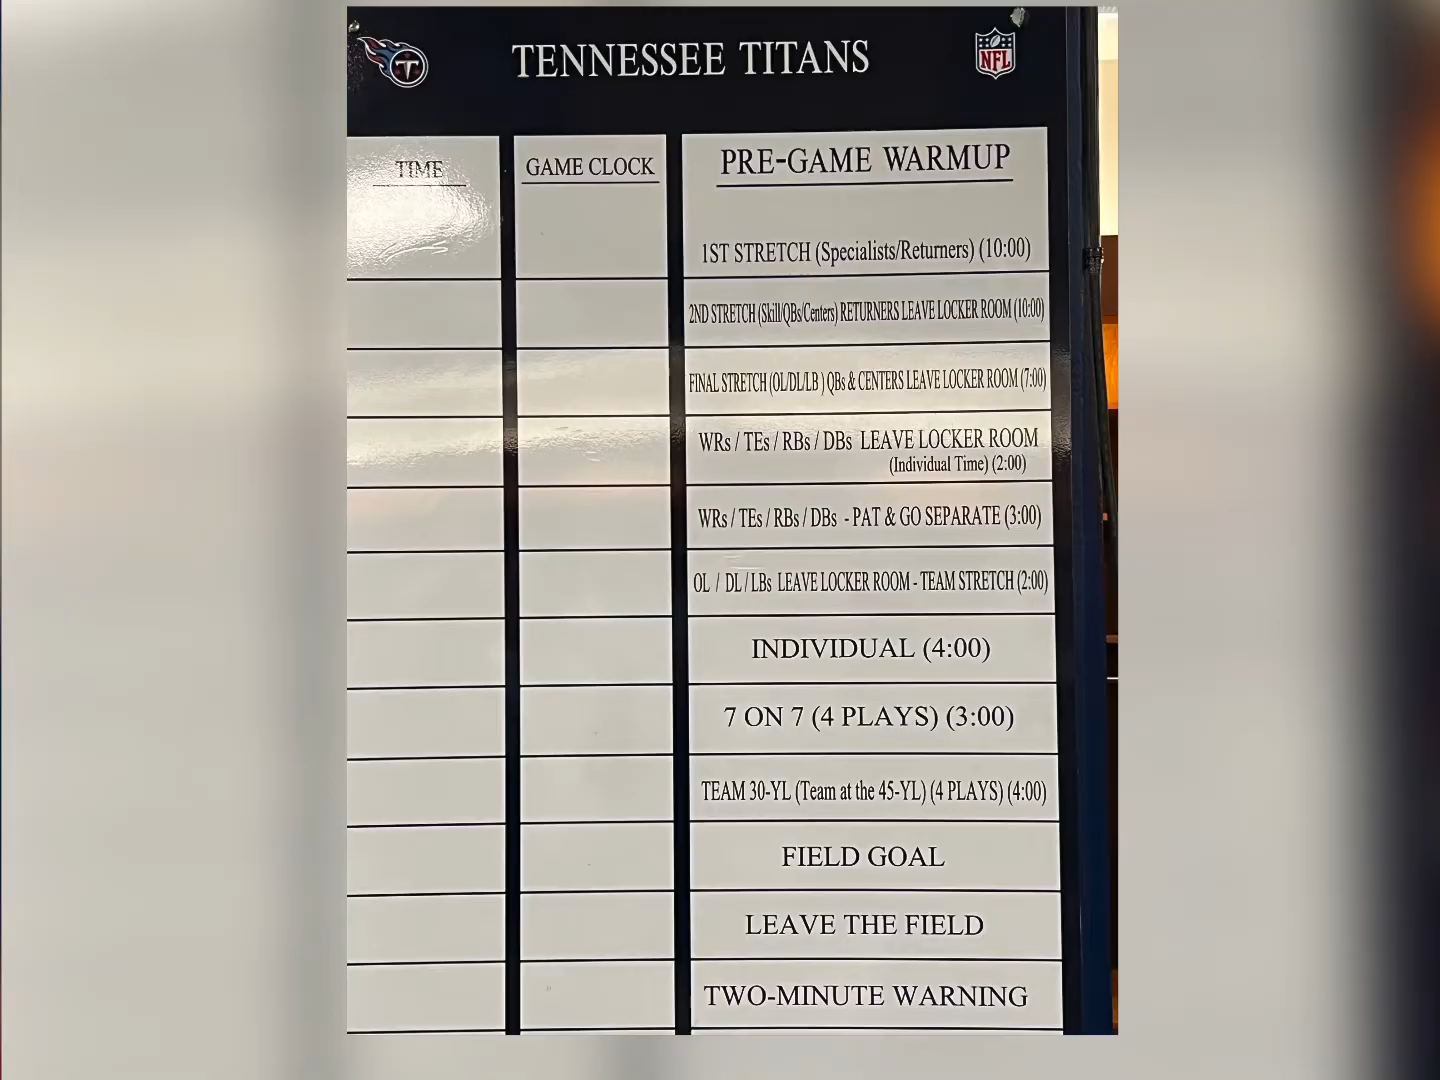 TENNESSEE TITANS
NFL
TIME
GAME CLOCK
PRE-GAME WARMUP
1ST STRETCH (Specialists/Returners) (10:00)
2ND STRETCH (Skill/QBs/Centers) RETURNERS LEAVE LOCKER ROOM (10:00)
FINAL STRETCH (OL/DL/LB ) QBs & CENTERS LEAVE LOCKER ROOM (7:00)
WRs / TEs / RBs / DBs LEAVE LOCKER ROOM
(Individual Time) (2:00)
WRs / TEs / RBs / DBs - PAT & GO SEPARATE (3:00)
OL / DL / LBs LEAVE LOCKER ROOM - TEAM STRETCH (2:00)
INDIVIDUAL (4:00)
7 ON 7 (4 PLAYS) (3:00)
TEAM 30-YL (Team at the 45-YL) (4 PLAYS) (4:00)
FIELD GOAL
LEAVE THE FIELD
TWO-MINUTE WARNING